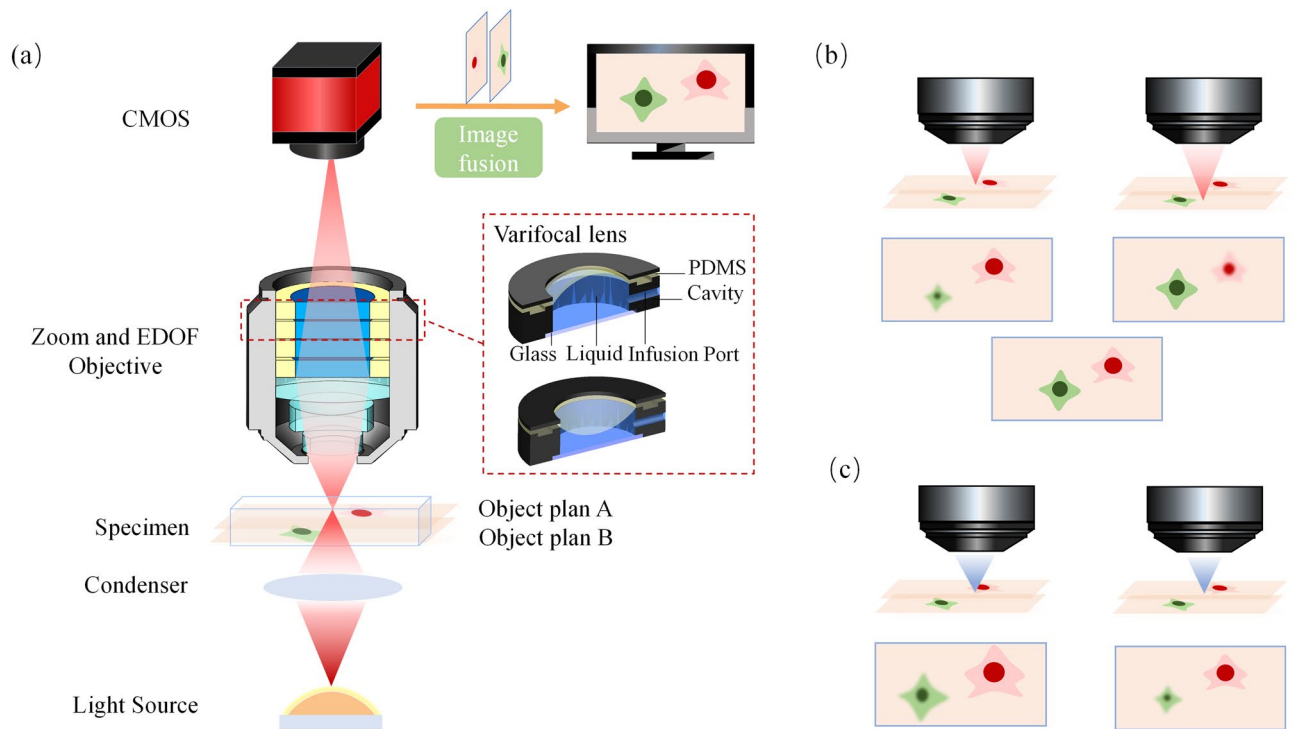 (a)
CMOS
Image
fusion
Zoom and EDOF
Objective
Varifocal lens
PDMS
Cavity
Glass Liquid Infusion Port
Specimen
Object plan A
Object plan B
Condenser
Light Source
(b)
(c)